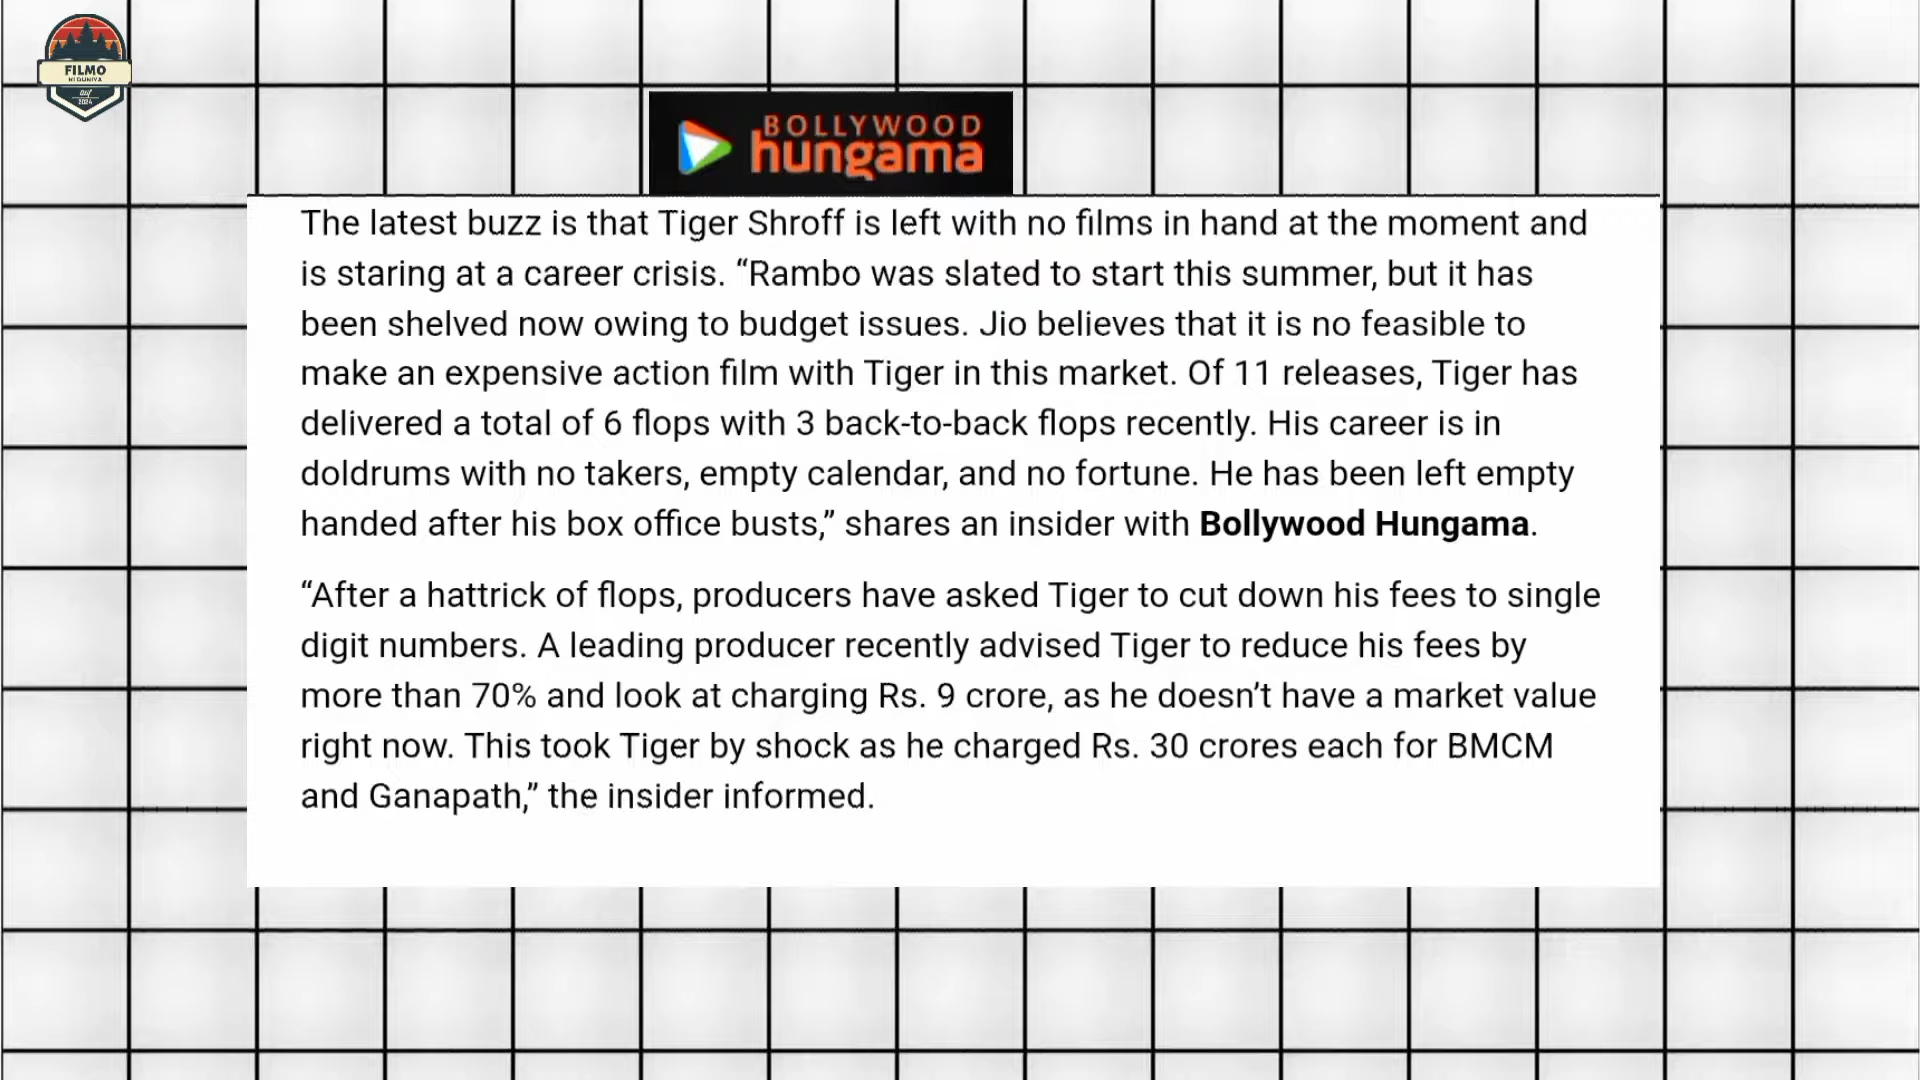 FILMO
KI DUNIYA
2024
BOLLYWOOD
hungama
The latest buzz is that Tiger Shroff is left with no films in hand at the moment and
is staring at a career crisis. “Rambo was slated to start this summer, but it has
been shelved now owing to budget issues. Jio believes that it is no feasible to
make an expensive action film with Tiger in this market. Of 11 releases, Tiger has
delivered a total of 6 flops with 3 back-to-back flops recently. His career is in
doldrums with no takers, empty calendar, and no fortune. He has been left empty
handed after his box office busts,” shares an insider with Bollywood Hungama.
“After a hattrick of flops, producers have asked Tiger to cut down his fees to single
digit numbers. A leading producer recently advised Tiger to reduce his fees by
more than 70% and look at charging Rs. 9 crore, as he doesn’t have a market value
right now. This took Tiger by shock as he charged Rs. 30 crores each for BMCM
and Ganapath,” the insider informed.